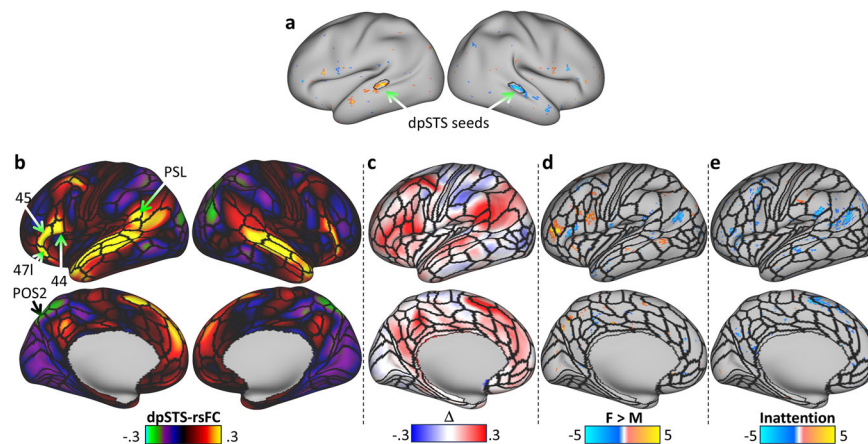 a
dpSTS seeds
b
c
d
e
PSL
45
47l
44
POS2
dpSTS-rsFC
-.3
.3
Δ
-.3
.3
F > M
-5
5
Inattention
-5
5